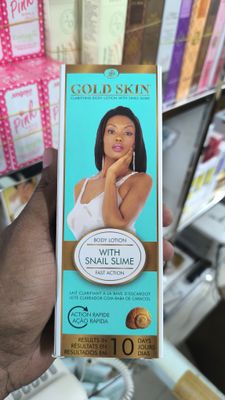 GOLD SKIN
CLARIFYING BODY LOTION WITH SNAIL SLIME
BODY LOTION
WITH
SNAIL SLIME
FAST ACTION
LAIT CLARIFIANT A LA BAVE D'ESCARGOT
LEITE CLAREADOR COM BABA DE CARACOL
ACTION RAPIDE
AÇÃO RÁPIDA
RESULTS IN
RÉSULTATS EN
RESULTADOS EM
10
DAYS
JOURS
DIAS
Pink